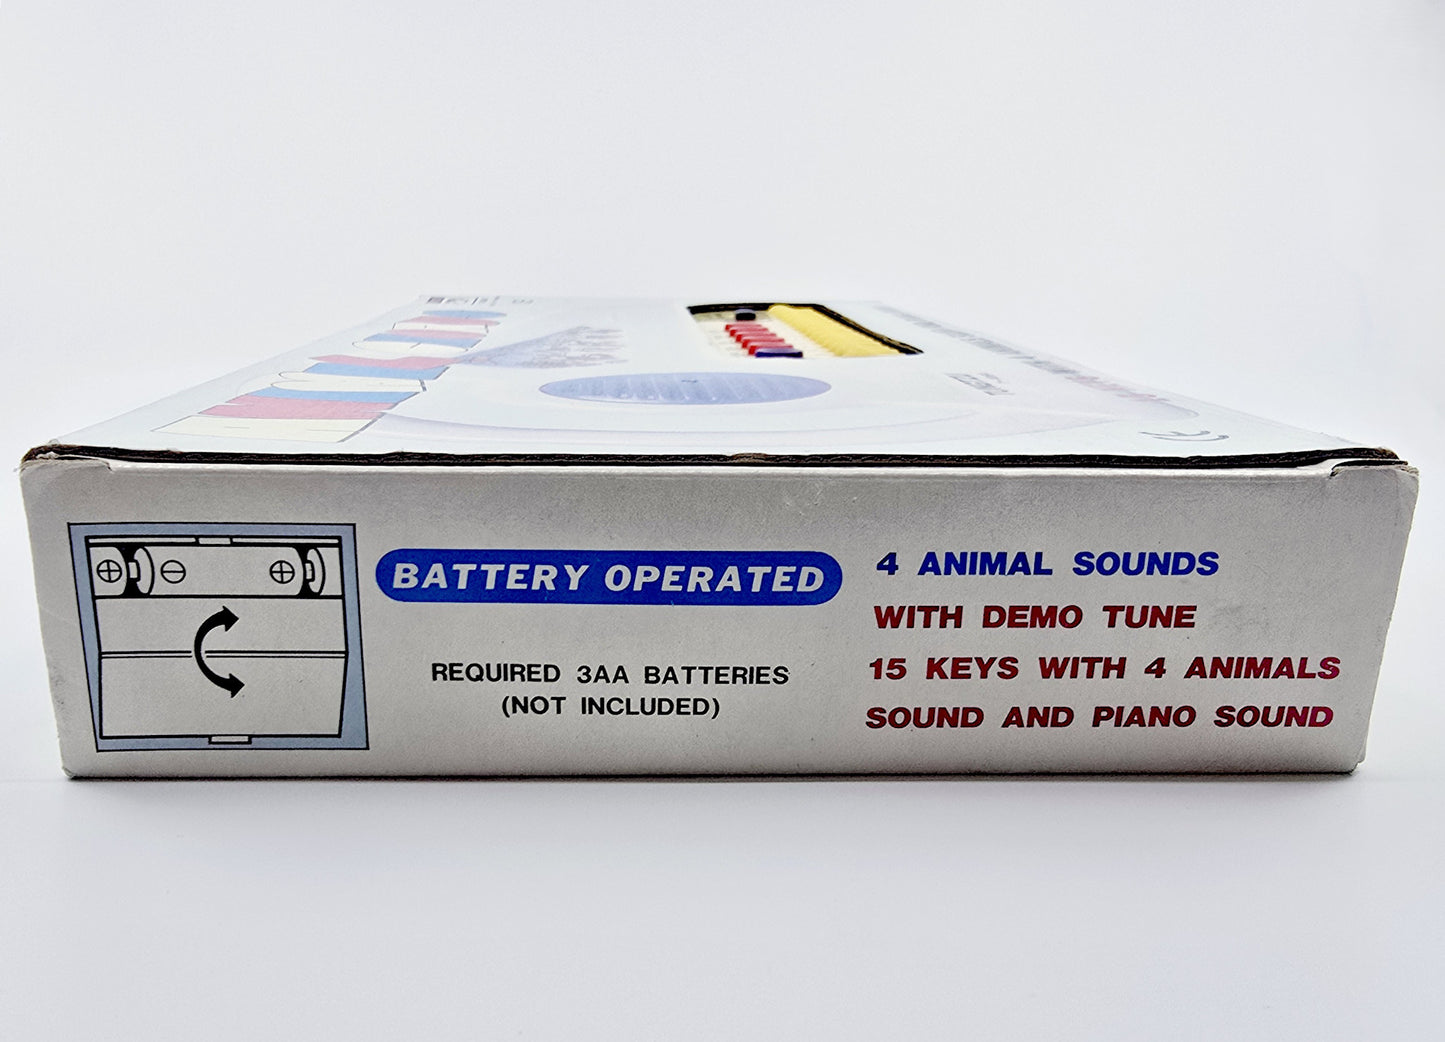 BATTERY OPERATED
REQUIRED 3AA BATTERIES
(NOT INCLUDED)
4 ANIMAL SOUNDS
WITH DEMO TUNE
15 KEYS WITH 4 ANIMALS
SOUND AND PIANO SOUND
CE